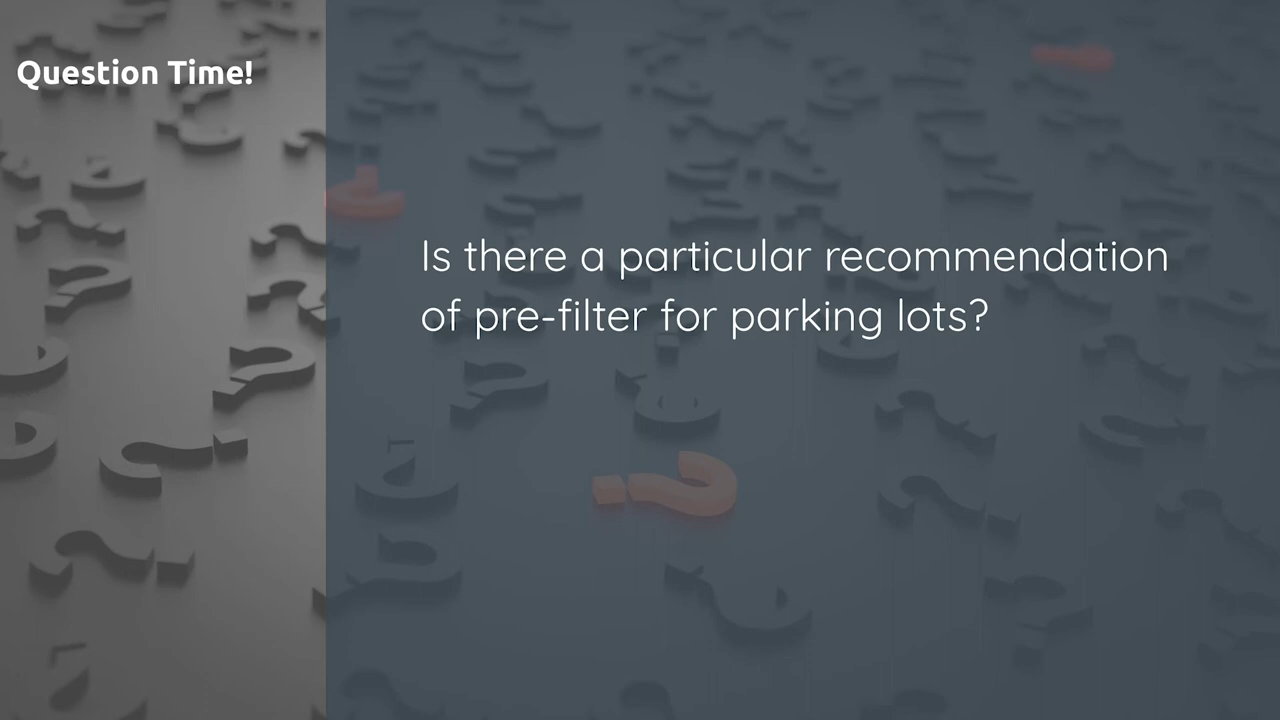 Question Time!
Is there a particular recommendation
of pre-filter for parking lots?